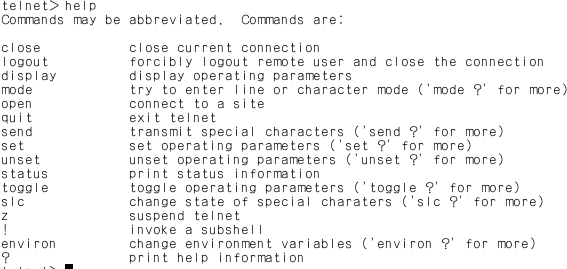 telnet> help
Commands may be abbreviated. Commands are:
close close current connection
logout forcibly logout remote user and close the connection
display display operating parameters
mode try to enter line or character mode ('mode ?' for more)
open connect to a site
quit exit telnet
send transmit special characters ('send ?' for more)
set set operating parameters ('set ?' for more)
unset unset operating parameters ('unset ?' for more)
status print status information
toggle toggle operating parameters ('toggle ?' for more)
slc change state of special charaters ('slc ?' for more)
z suspend telnet
! invoke a subshell
environ change environment variables ('environ ?' for more)
? print help information
telnet>